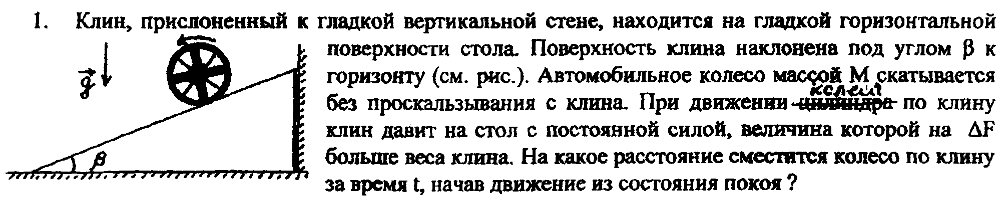 1. Клин, прислоненный к гладкой вертикальной стене, находится на гладкой горизонтальной
поверхности стола. Поверхность клина наклонена под углом β к
горизонту (см. рис.). Автомобильное колесо массой М скатывается
колеса
без проскальзывания с клина. При движении цилиндра по клину
клин давит на стол с постоянной силой, величина которой на ΔF
больше веса клина. На какое расстояние сместится колесо по клину
за время t, начав движение из состояния покоя ?
g
β